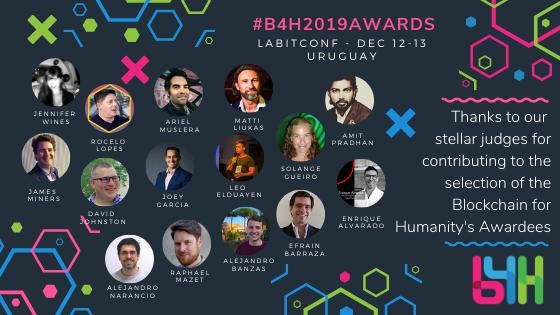 #B4H2019AWARDS
LABITCONF - DEC 12-13
URUGUAY
JENNIFER
WINES
ROCELO
LOPES
ARIEL
MUSLERA
MATTI
LIUKAS
AMIT
PRADHAN
JAMES
MINERS
DAVID
JOHNSTON
JOEY
GARCIA
LEO
ELDUAYEN
SOLANGE
GUEIRO
ENRIQUE
ALVARADO
ALEJANDRO
NARANCIO
RAPHAEL
MAZET
ALEJANDRO
BANZAS
EFRAIN
BARRAZA
Thanks to our
stellar judges for
contributing to the
selection of the
Blockchain for
Humanity's Awardees
b4H